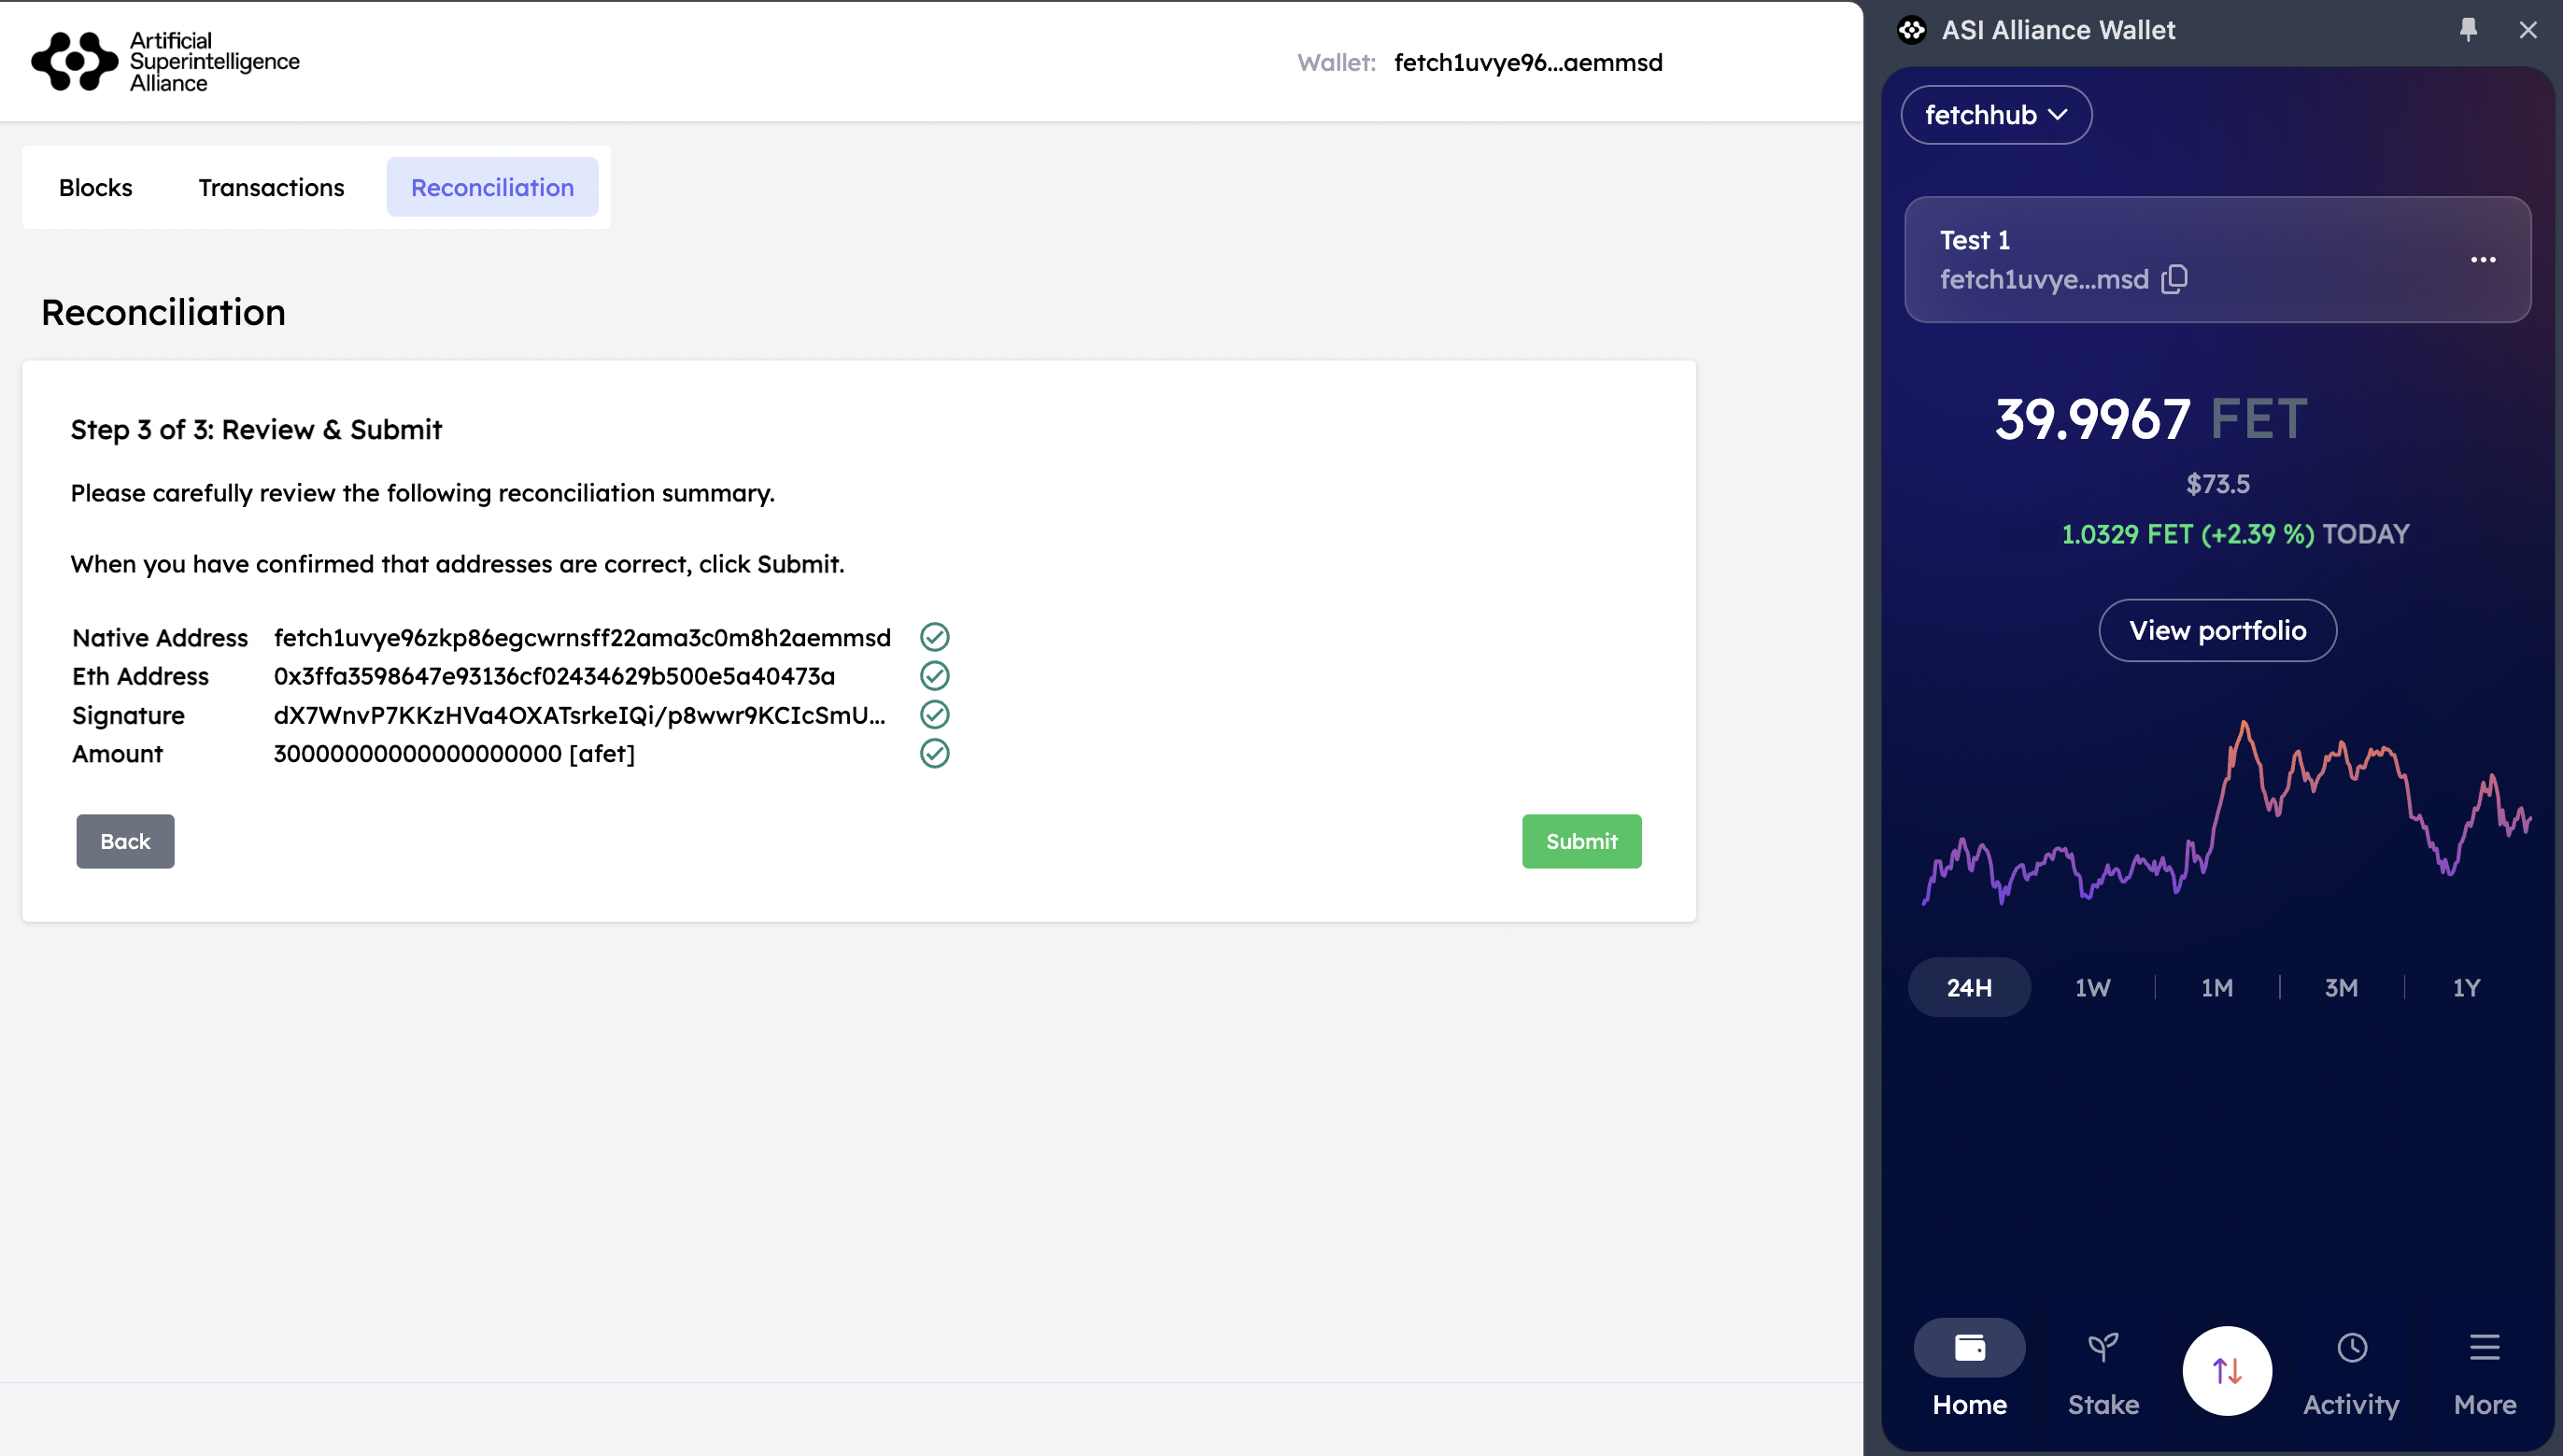 Artificial
Superintelligence
Alliance
Wallet: fetch1uvye96...aemmsd
Blocks Transactions Reconciliation
Reconciliation
Step 3 of 3: Review & Submit
Please carefully review the following reconciliation summary.
When you have confirmed that addresses are correct, click Submit.
Native Address fetch1uvye96zkp86egcwrnsff22ama3c0m8h2aemmsd
Eth Address 0x3ffa3598647e93136cf02434629b500e5a40473a
Signature dX7WnvP7KKzHVa4OXATsrkeIQi/p8wwr9KCIcSmU...
Amount 30000000000000000000 [afet]
Back Submit
ASI Alliance Wallet
fetchhub
Test 1
fetch1uvye...msd
39.9967 FET
$73.5
1.0329 FET (+2.39 %) TODAY
View portfolio
24H 1W 1M 3M 1Y
Home Stake Activity More